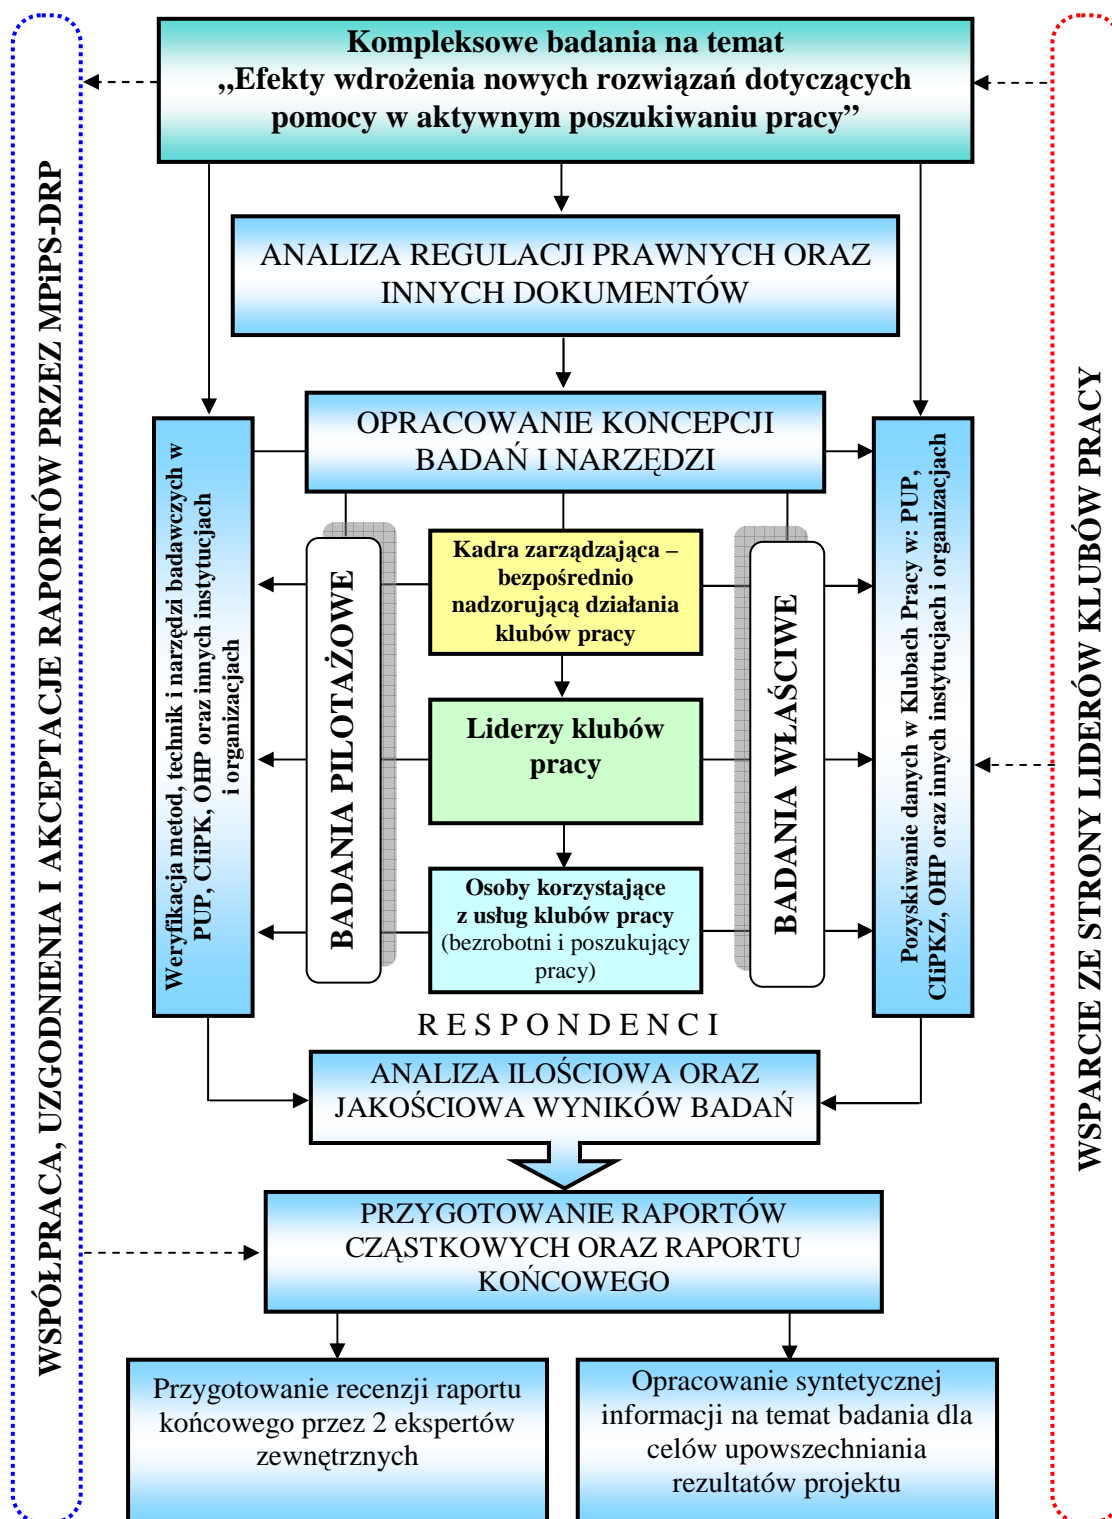 Kompleksowe badania na temat
„Efekty wdrożenia nowych rozwiązań dotyczących
pomocy w aktywnym poszukiwaniu pracy”
WSPÓŁPRACA, UZGODNIENIA I AKCEPTACJE RAPORTÓW PRZEZ MPiPS-DRP
WSPARCIE ZE STRONY LIDERÓW KLUBÓW PRACY
ANALIZA REGULACJI PRAWNYCH ORAZ
INNYCH DOKUMENTÓW
OPRACOWANIE KONCEPCJI
BADAŃ I NARZĘDZI
Weryfikacja metod, technik i narzędzi badawczych w
PUP, CIiPK, OHP oraz innych instytucjach
i organizacjach
BADANIA PILOTAŻOWE
Kadra zarządzająca –
bezpośrednio
nadzorującą działania
klubów pracy
Liderzy klubów
pracy
Osoby korzystające
z usług klubów pracy
(bezrobotni i poszukujący
pracy)
BADANIA WŁAŚCIWE
Pozyskiwanie danych w Klubach Pracy w: PUP,
CIiPKZ, OHP oraz innych instytucjach i organizacjach
R E S P O N D E N C I
ANALIZA ILOŚCIOWA ORAZ
JAKOŚCIOWA WYNIKÓW BADAŃ
PRZYGOTOWANIE RAPORTÓW
CZĄSTKOWYCH ORAZ RAPORTU
KOŃCOWEGO
Przygotowanie recenzji raportu
końcowego przez 2 ekspertów
zewnętrznych
Opracowanie syntetycznej
informacji na temat badania dla
celów upowszechniania
rezultatów projektu